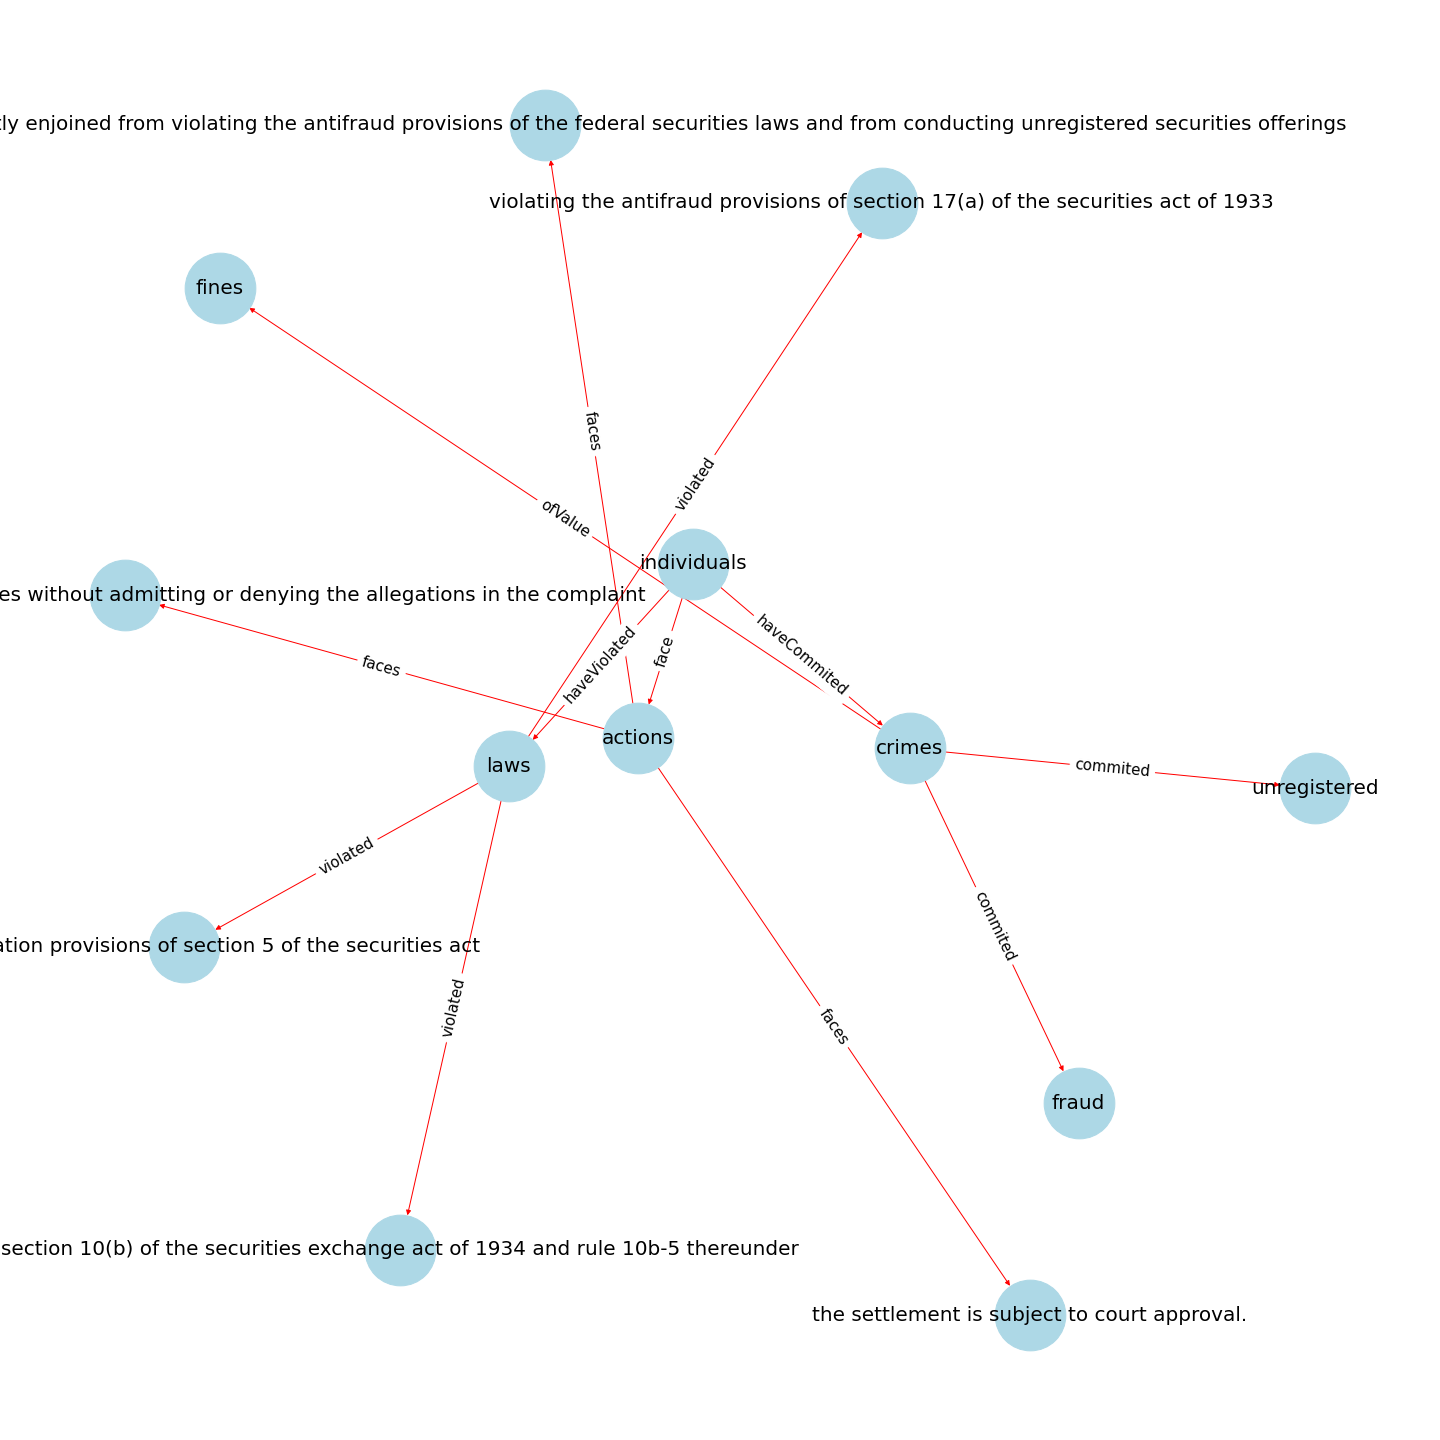 enjoined from violating the antifraud provisions of the federal securities laws and from conducting unregistered securities offerings
violating the antifraud provisions of section 17(a) of the securities act of 1933
fines
faces
violated
ofValue
individuals
without admitting or denying the allegations in the complaint
haveCommited
haveViolated
face
faces
actions
crimes
laws
commited
unregistered
violated
commited
provisions of section 5 of the securities act
violated
faces
fraud
section 10(b) of the securities exchange act of 1934 and rule 10b-5 thereunder
the settlement is subject to court approval.